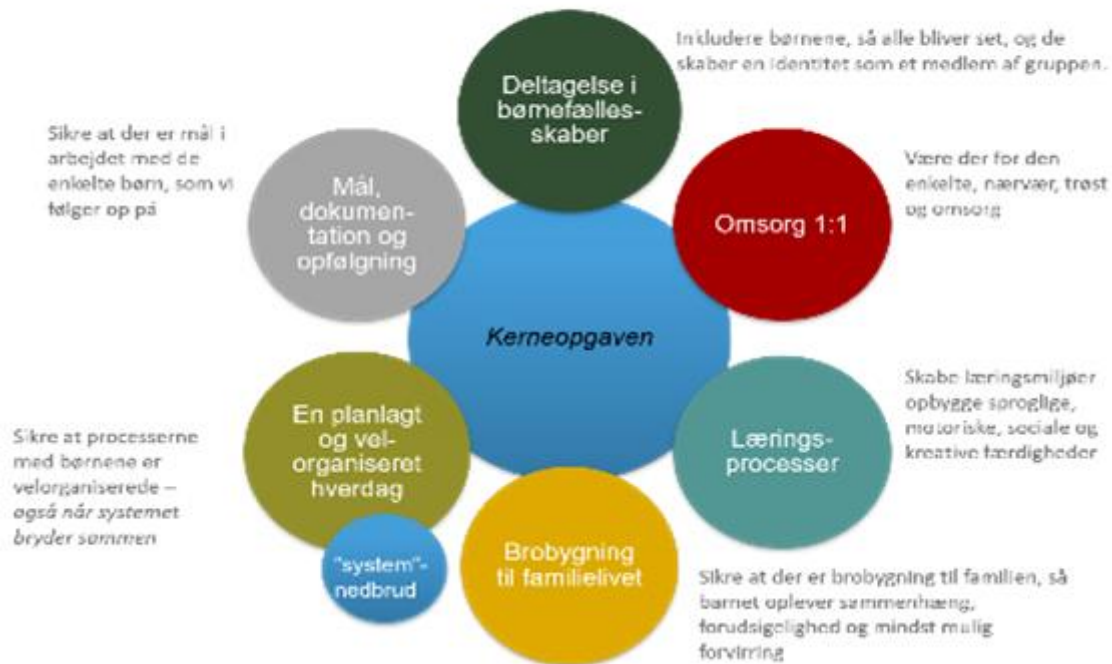 Deltagelse i
børnefælles-
skaber
Inkludere børnene, så alle bliver set, og de
skaber en identitet som et medlem af gruppen.
Omsorg 1:1
Være der for den
enkelte, nærvær, trøst
og omsorg
Lærings-
processer
Skabe læringsmiljøer
opbygge sproglige,
motoriske, sociale og
kreative færdigheder
Brobygning
til familielivet
Sikre at der er brobygning til familien, så
barnet oplever sammenhæng,
forudsigelighed og mindst mulig
forvirring
En planlagt
og vel-
organiseret
hverdag
"system"-
nedbrud
Sikre at processerne
med børnene er
velorganiserede –
også når systemet
bryder sammen
Mål,
dokumen-
tation og
opfølgning
Sikre at der er mål i
arbejdet med de
enkelte børn, som vi
følger op på
Kerneopgaven